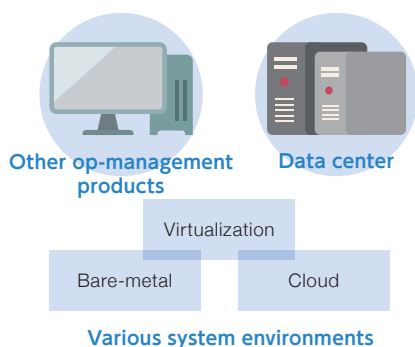 Other op-management
products
Data center
Virtualization
Bare-metal
Cloud
Various system environments